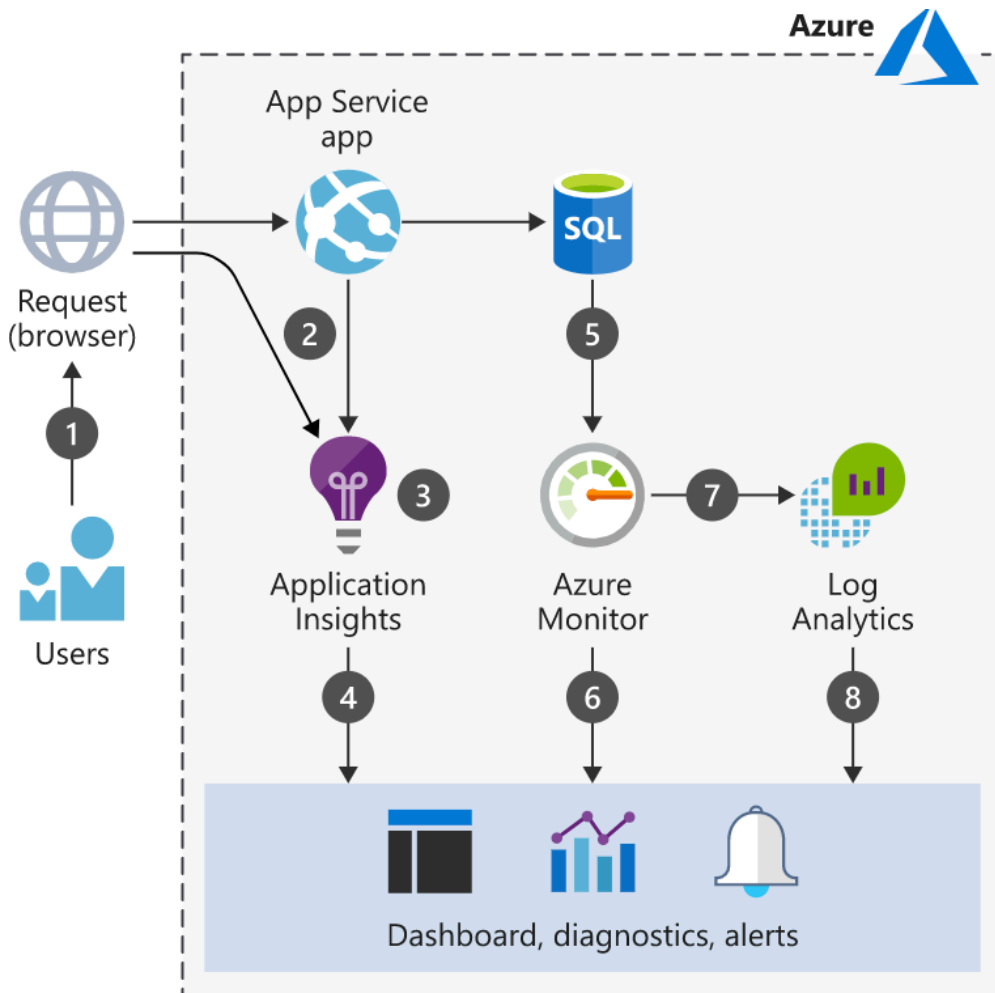 Azure
App Service
app
SQL
Request
(browser)
2
5
1
3
7
Application
Insights
Azure
Monitor
Log
Analytics
Users
4
6
8
Dashboard, diagnostics, alerts